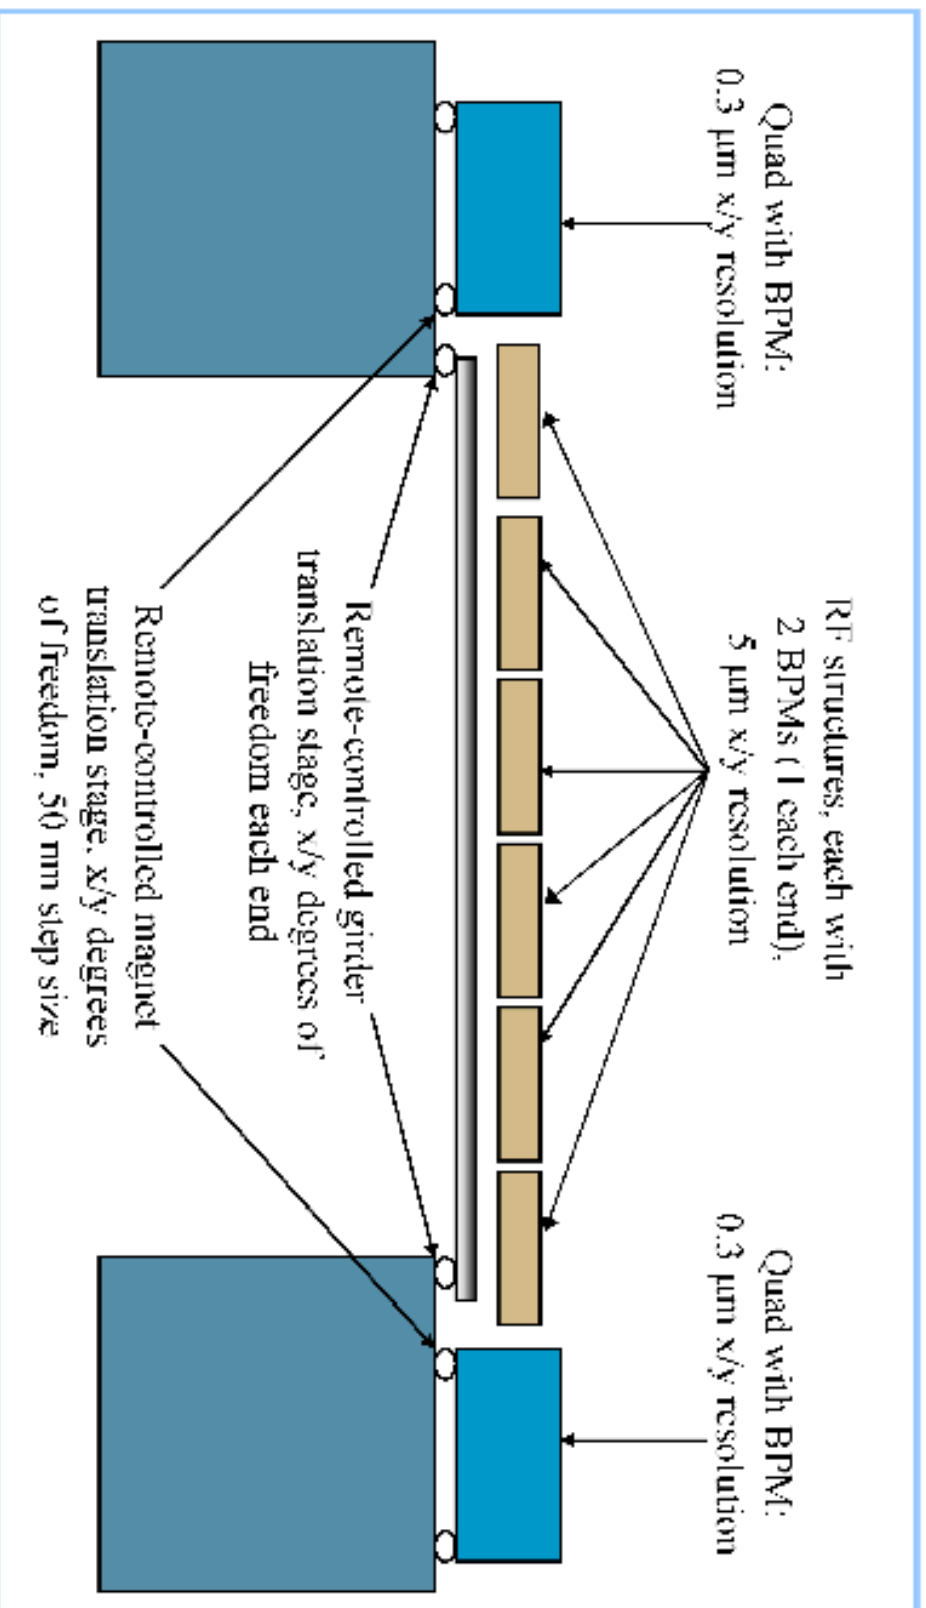 Quad with BPM:
0.3 µm x/y resolution
RF structures, each with
2 BPMs (1 each end),
5 µm x/y resolution
Quad with BPM:
0.3 µm x/y resolution
Remote-controlled girder
translation stage, x/y degrees of
freedom each end
Remote-controlled magnet
translation stage, x/y degrees
of freedom, 50 nm step size